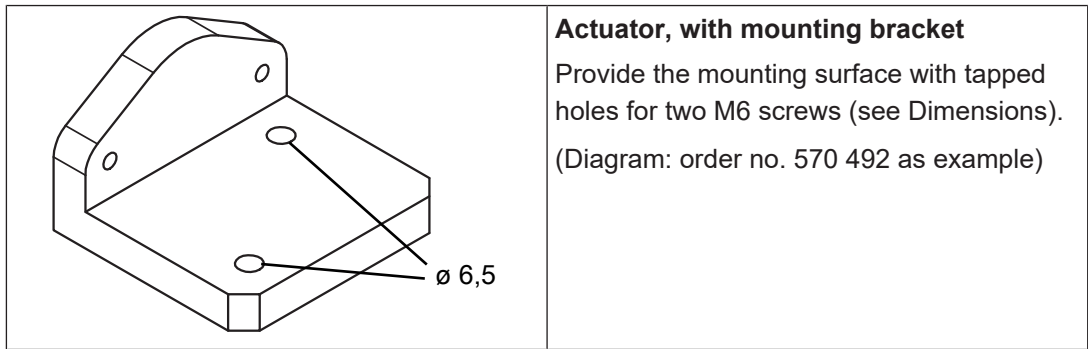 ø 6,5
Actuator, with mounting bracket
Provide the mounting surface with tapped
holes for two M6 screws (see Dimensions).
(Diagram: order no. 570 492 as example)